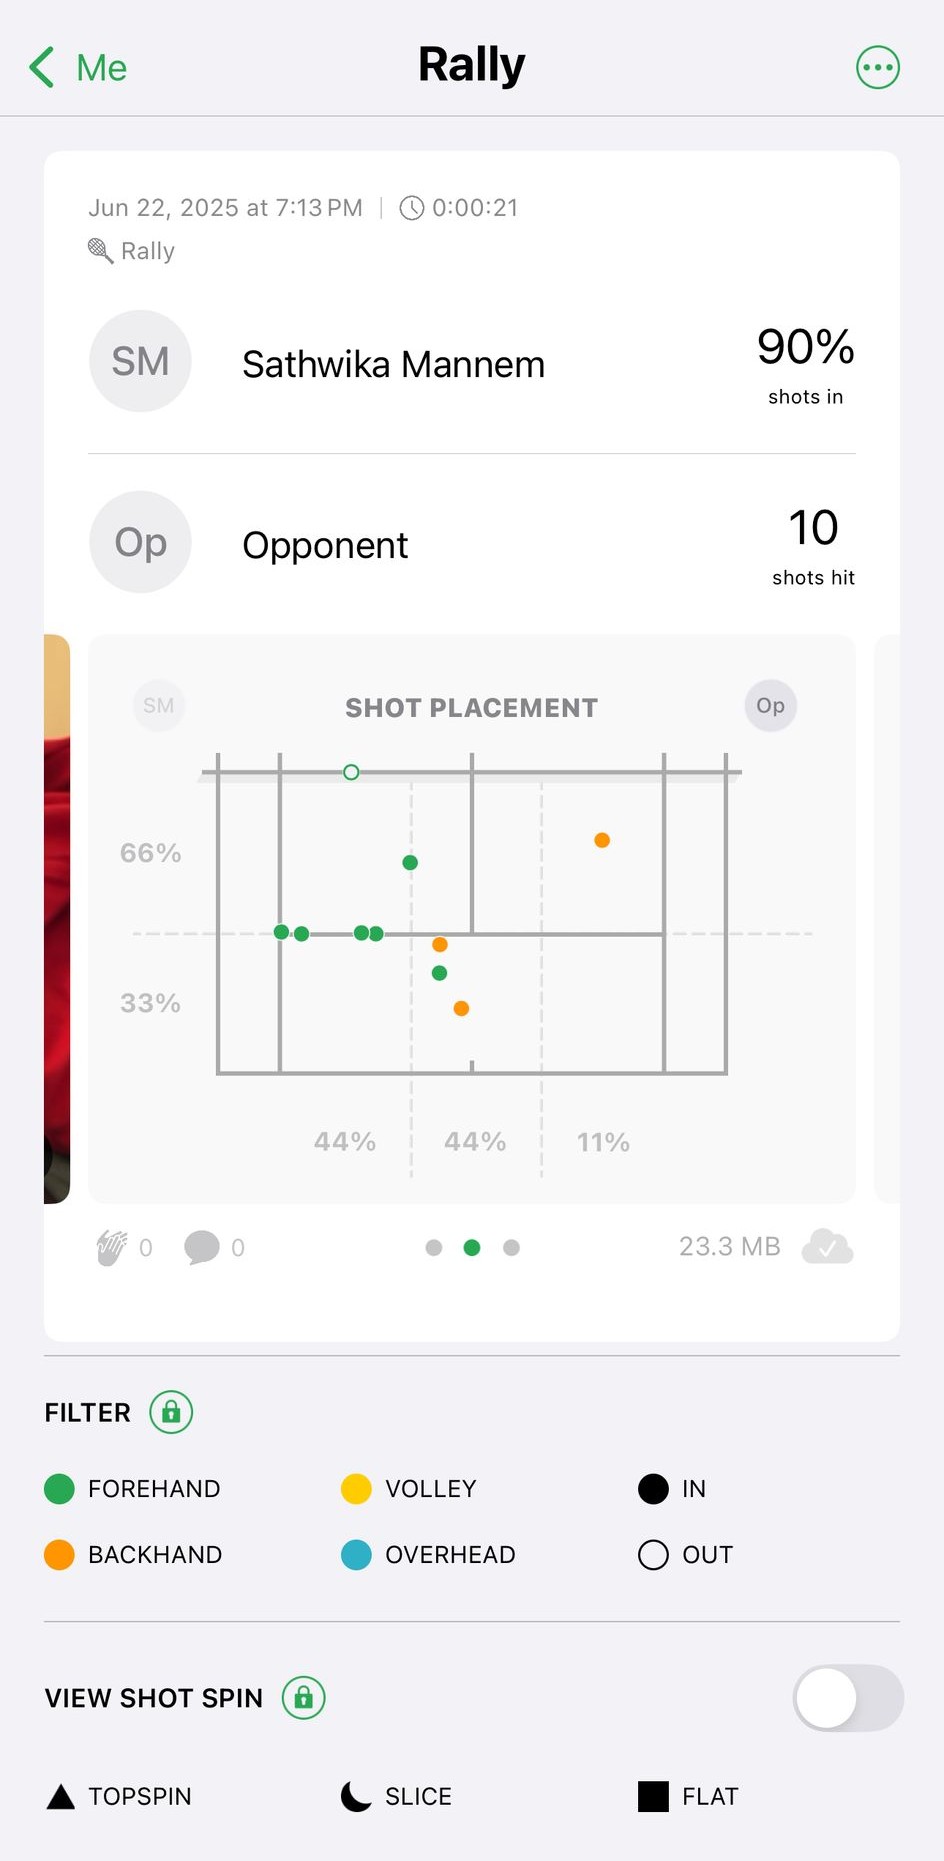 Me
Rally
Jun 22, 2025 at 7:13 PM | 0:00:21
Rally
SM
Sathwika Mannem
90%
shots in
Op
Opponent
10
shots hit
SM
SHOT PLACEMENT
Op
66%
33%
44% 44% 11%
0 0 23.3 MB
FILTER
FOREHAND VOLLEY IN
BACKHAND OVERHEAD OUT
VIEW SHOT SPIN
TOPSPIN SLICE FLAT